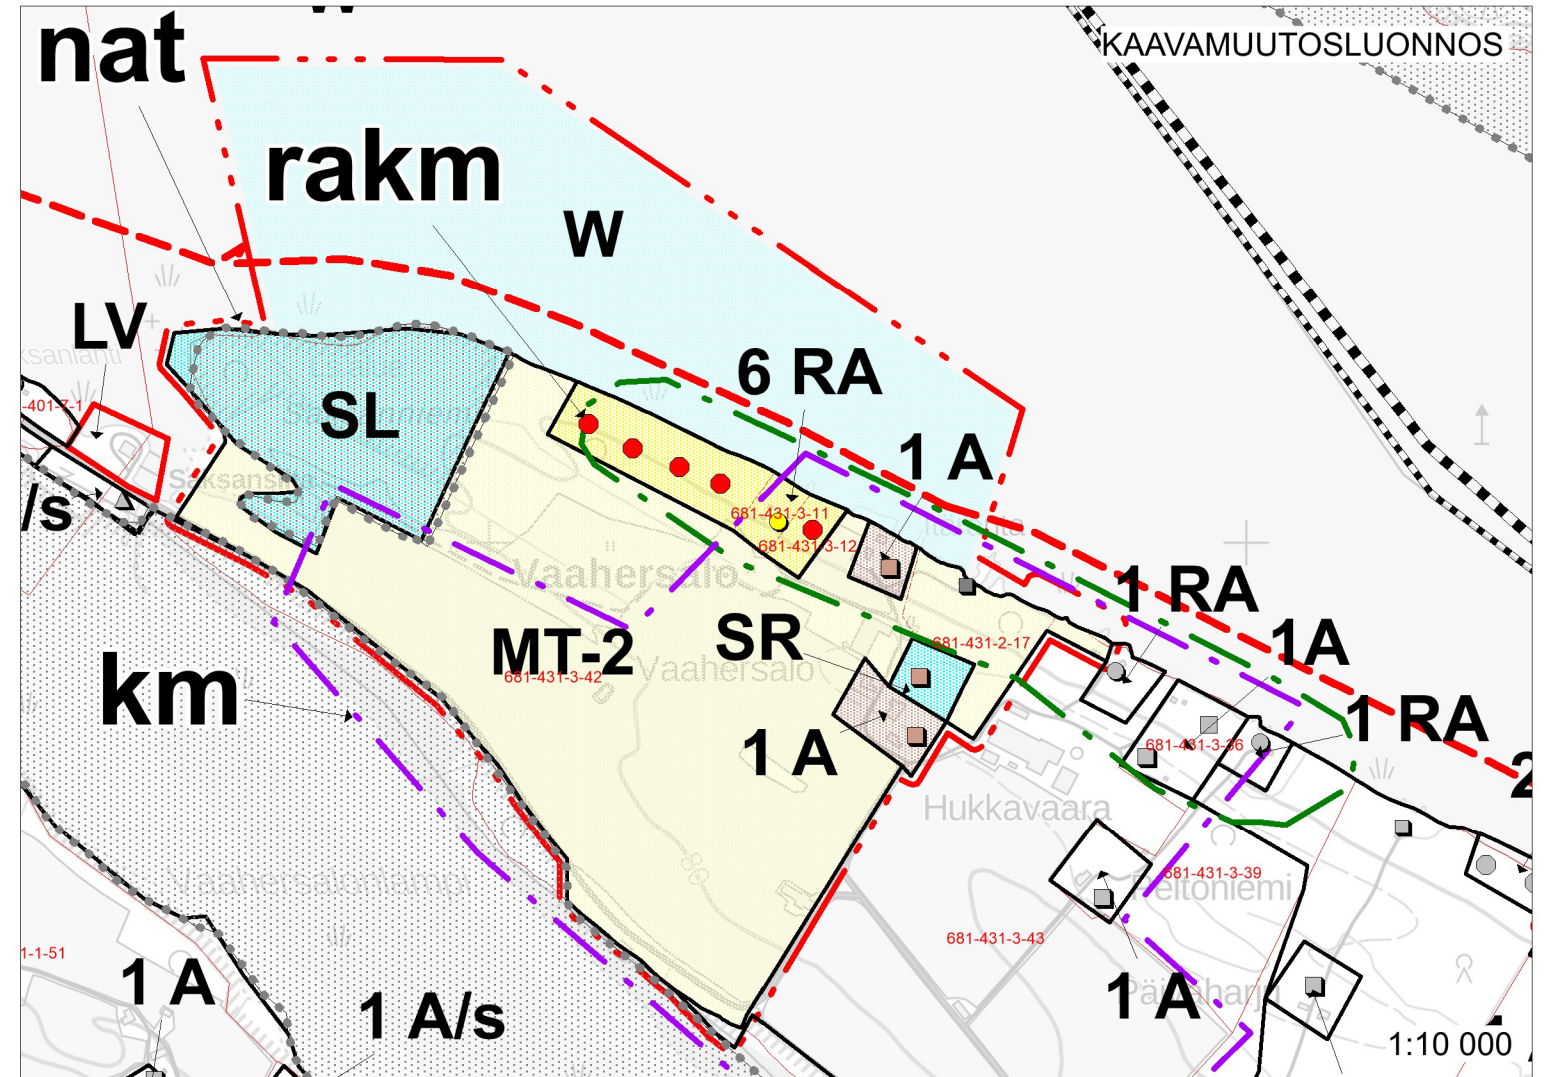 nat
KAAVAMUUTOSLUONNOS
rakm
W
LV
-401-7-1
SL
6 RA
1 A
/s
681-431-3-11
681-431-3-12
Vaahersalo
1 RA
SR
681-431-2-17
1A
MT-2
681-431-3-42
Vaahersalo
km
1 RA
681-431-3-36
1 A
2
Hukkavaara
681-431-3-39
Peltoniemi
681-431-3-43
1-1-51
1 A
1 A
1 A/s
1:10 000